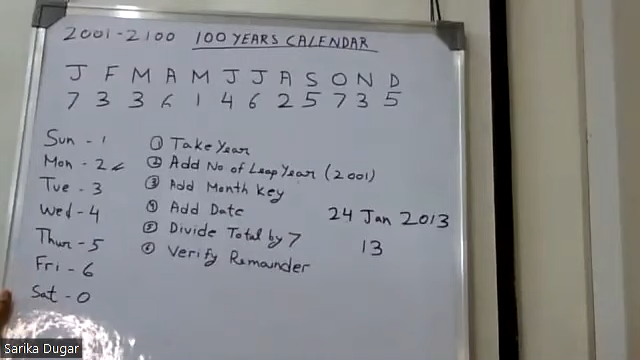 2001-2100 100 YEARS CALENDAR
J F M A M J J A S O N D
7 3 3 6 1 4 6 2 5 7 3 5
Sun - 1
Mon - 2
Tue - 3
Wed - 4
Thur - 5
Fri - 6
Sat - 0
① Take Year
② Add No of Leap Year (2001)
③ Add Month Key
④ Add Date
⑤ Divide Total by 7
⑥ Verify Remainder
24 Jan 2013
13
Sarika Dugar